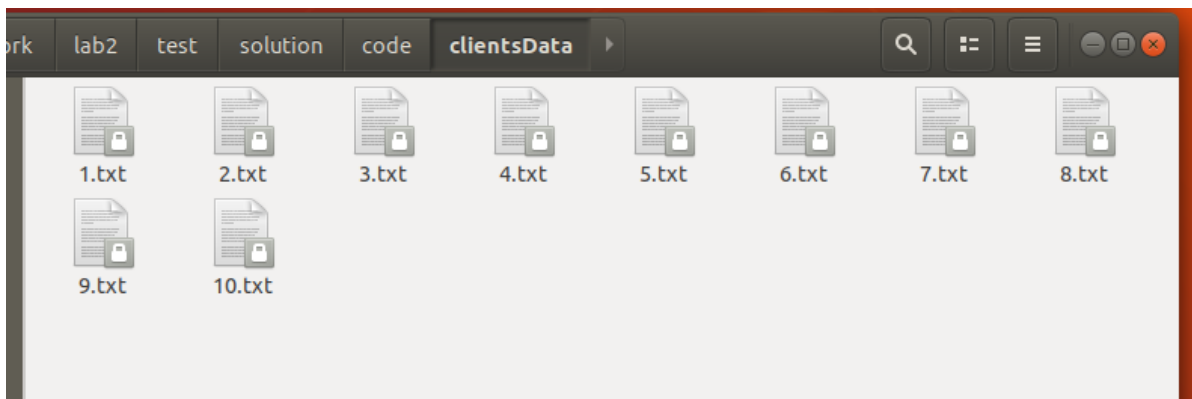 lab2 test solution code clientsData
1.txt 2.txt 3.txt 4.txt 5.txt 6.txt 7.txt 8.txt
9.txt 10.txt